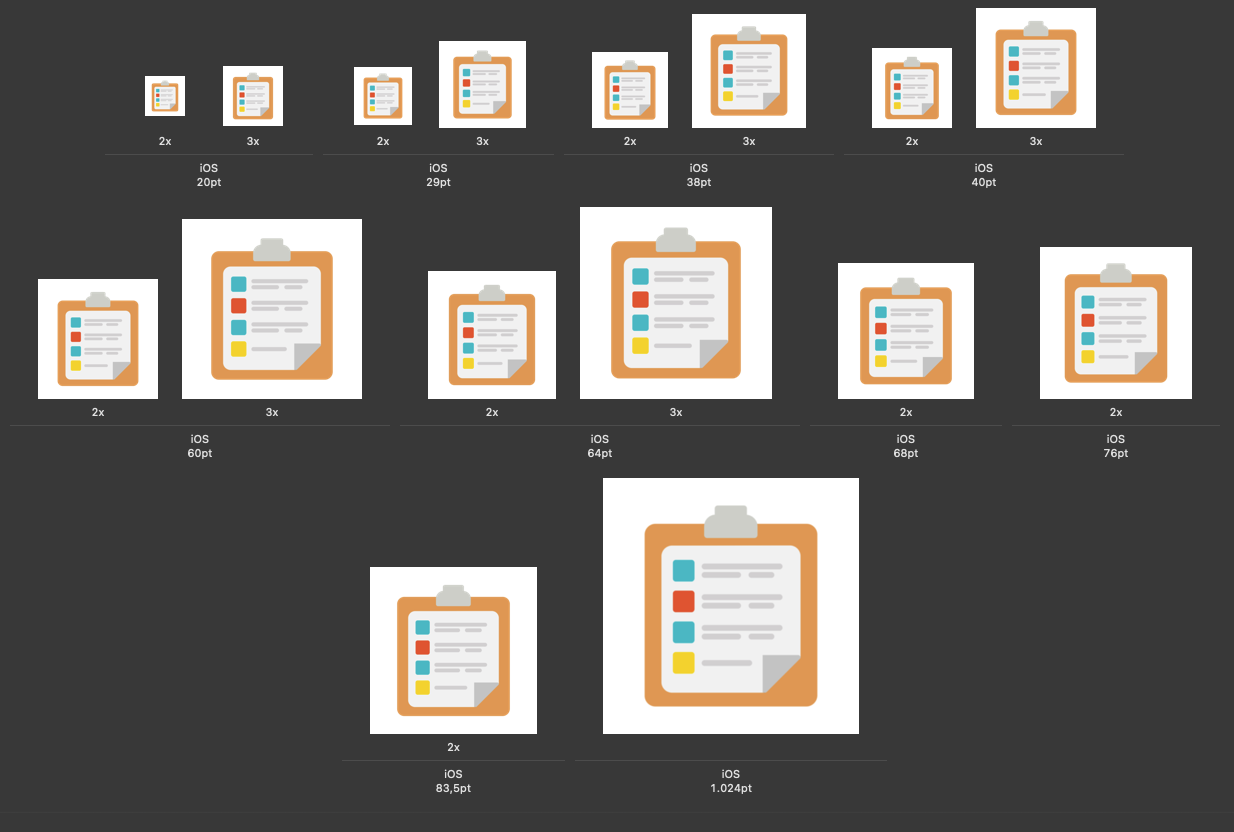 2x 3x 2x 3x 2x 3x 2x 3x
iOS iOS iOS iOS
20pt 29pt 38pt 40pt
2x 3x 2x 3x 2x 2x
iOS iOS iOS iOS
60pt 64pt 68pt 76pt
2x
iOS iOS
83,5pt 1.024pt